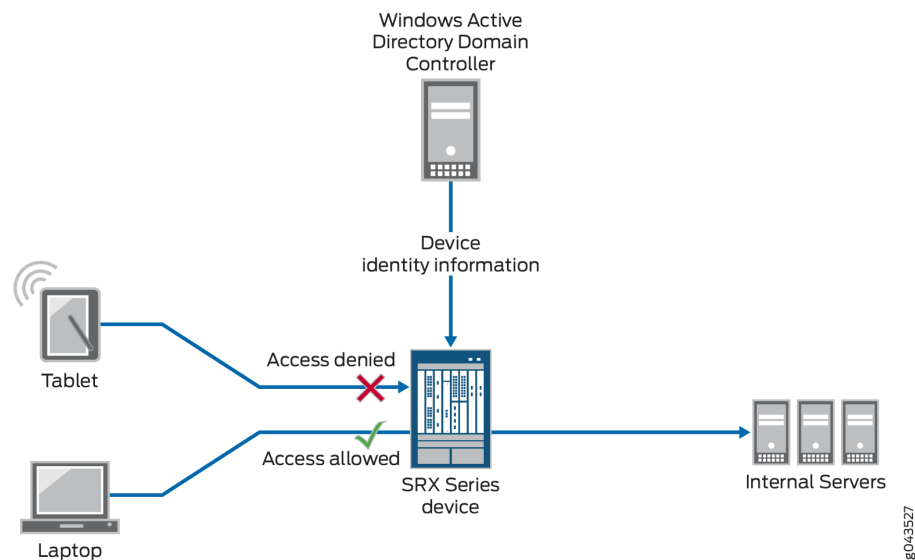 Windows Active
Directory Domain
Controller
Device
identity information
Access denied
Tablet
Access allowed
SRX Series
device
Internal Servers
Laptop
g043527